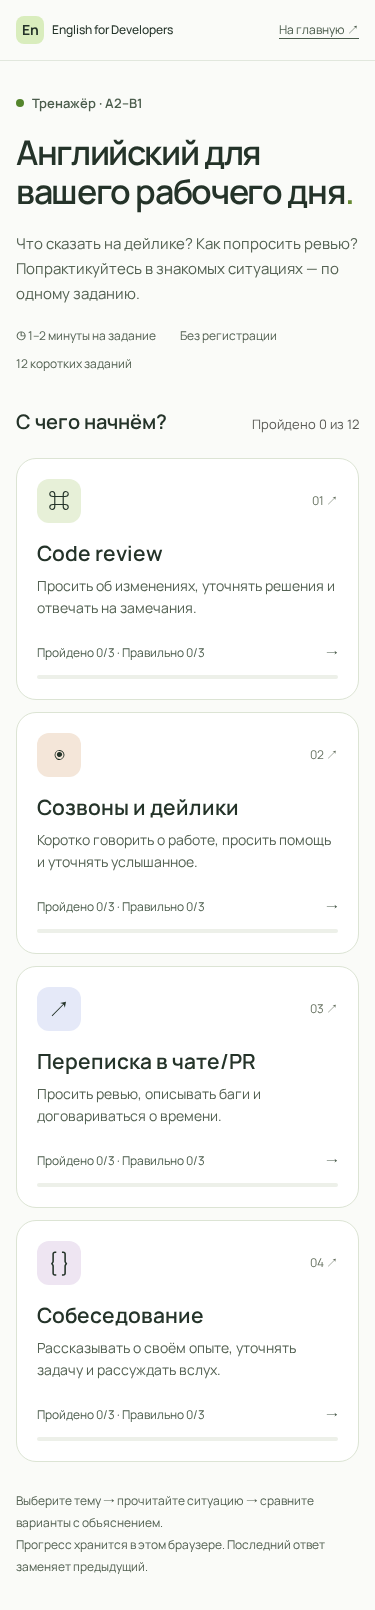 En English for Developers На главную ↗
Тренажёр · A2–B1
Английский для
вашего рабочего дня.
Что сказать на дейлике? Как попросить ревью?
Попрактикуйтесь в знакомых ситуациях — по
одному заданию.
◷ 1–2 минуты на задание Без регистрации
12 коротких заданий
С чего начнём? Пройдено 0 из 12
⌘ 01 ↗
Code review
Просить об изменениях, уточнять решения и
отвечать на замечания.
Пройдено 0/3 · Правильно 0/3 →
◉ 02 ↗
Созвоны и дейлики
Коротко говорить о работе, просить помощь
и уточнять услышанное.
Пройдено 0/3 · Правильно 0/3 →
↗ 03 ↗
Переписка в чате/PR
Просить ревью, описывать баги и
договариваться о времени.
Пройдено 0/3 · Правильно 0/3 →
{ } 04 ↗
Собеседование
Рассказывать о своём опыте, уточнять
задачу и рассуждать вслух.
Пройдено 0/3 · Правильно 0/3 →
Выберите тему → прочитайте ситуацию → сравните
варианты с объяснением.
Прогресс хранится в этом браузере. Последний ответ
заменяет предыдущий.